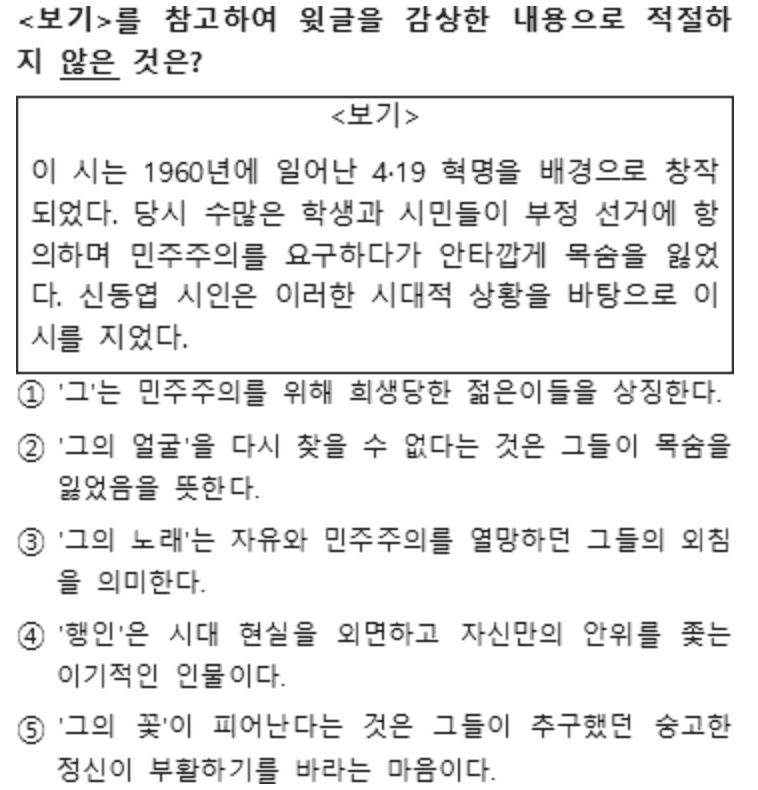 <보기>를 참고하여 윗글을 감상한 내용으로 적절하
지 않은 것은?
<보기>
이 시는 1960년에 일어난 4·19 혁명을 배경으로 창작
되었다. 당시 수많은 학생과 시민들이 부정 선거에 항
의하며 민주주의를 요구하다가 안타깝게 목숨을 잃었
다. 신동엽 시인은 이러한 시대적 상황을 바탕으로 이
시를 지었다.
① '그'는 민주주의를 위해 희생당한 젊은이들을 상징한다.
② '그의 얼굴'을 다시 찾을 수 없다는 것은 그들이 목숨을
잃었음을 뜻한다.
③ '그의 노래'는 자유와 민주주의를 열망하던 그들의 외침
을 의미한다.
④ '행인'은 시대 현실을 외면하고 자신만의 안위를 좇는
이기적인 인물이다.
⑤ '그의 꽃'이 피어난다는 것은 그들이 추구했던 숭고한
정신이 부활하기를 바라는 마음이다.